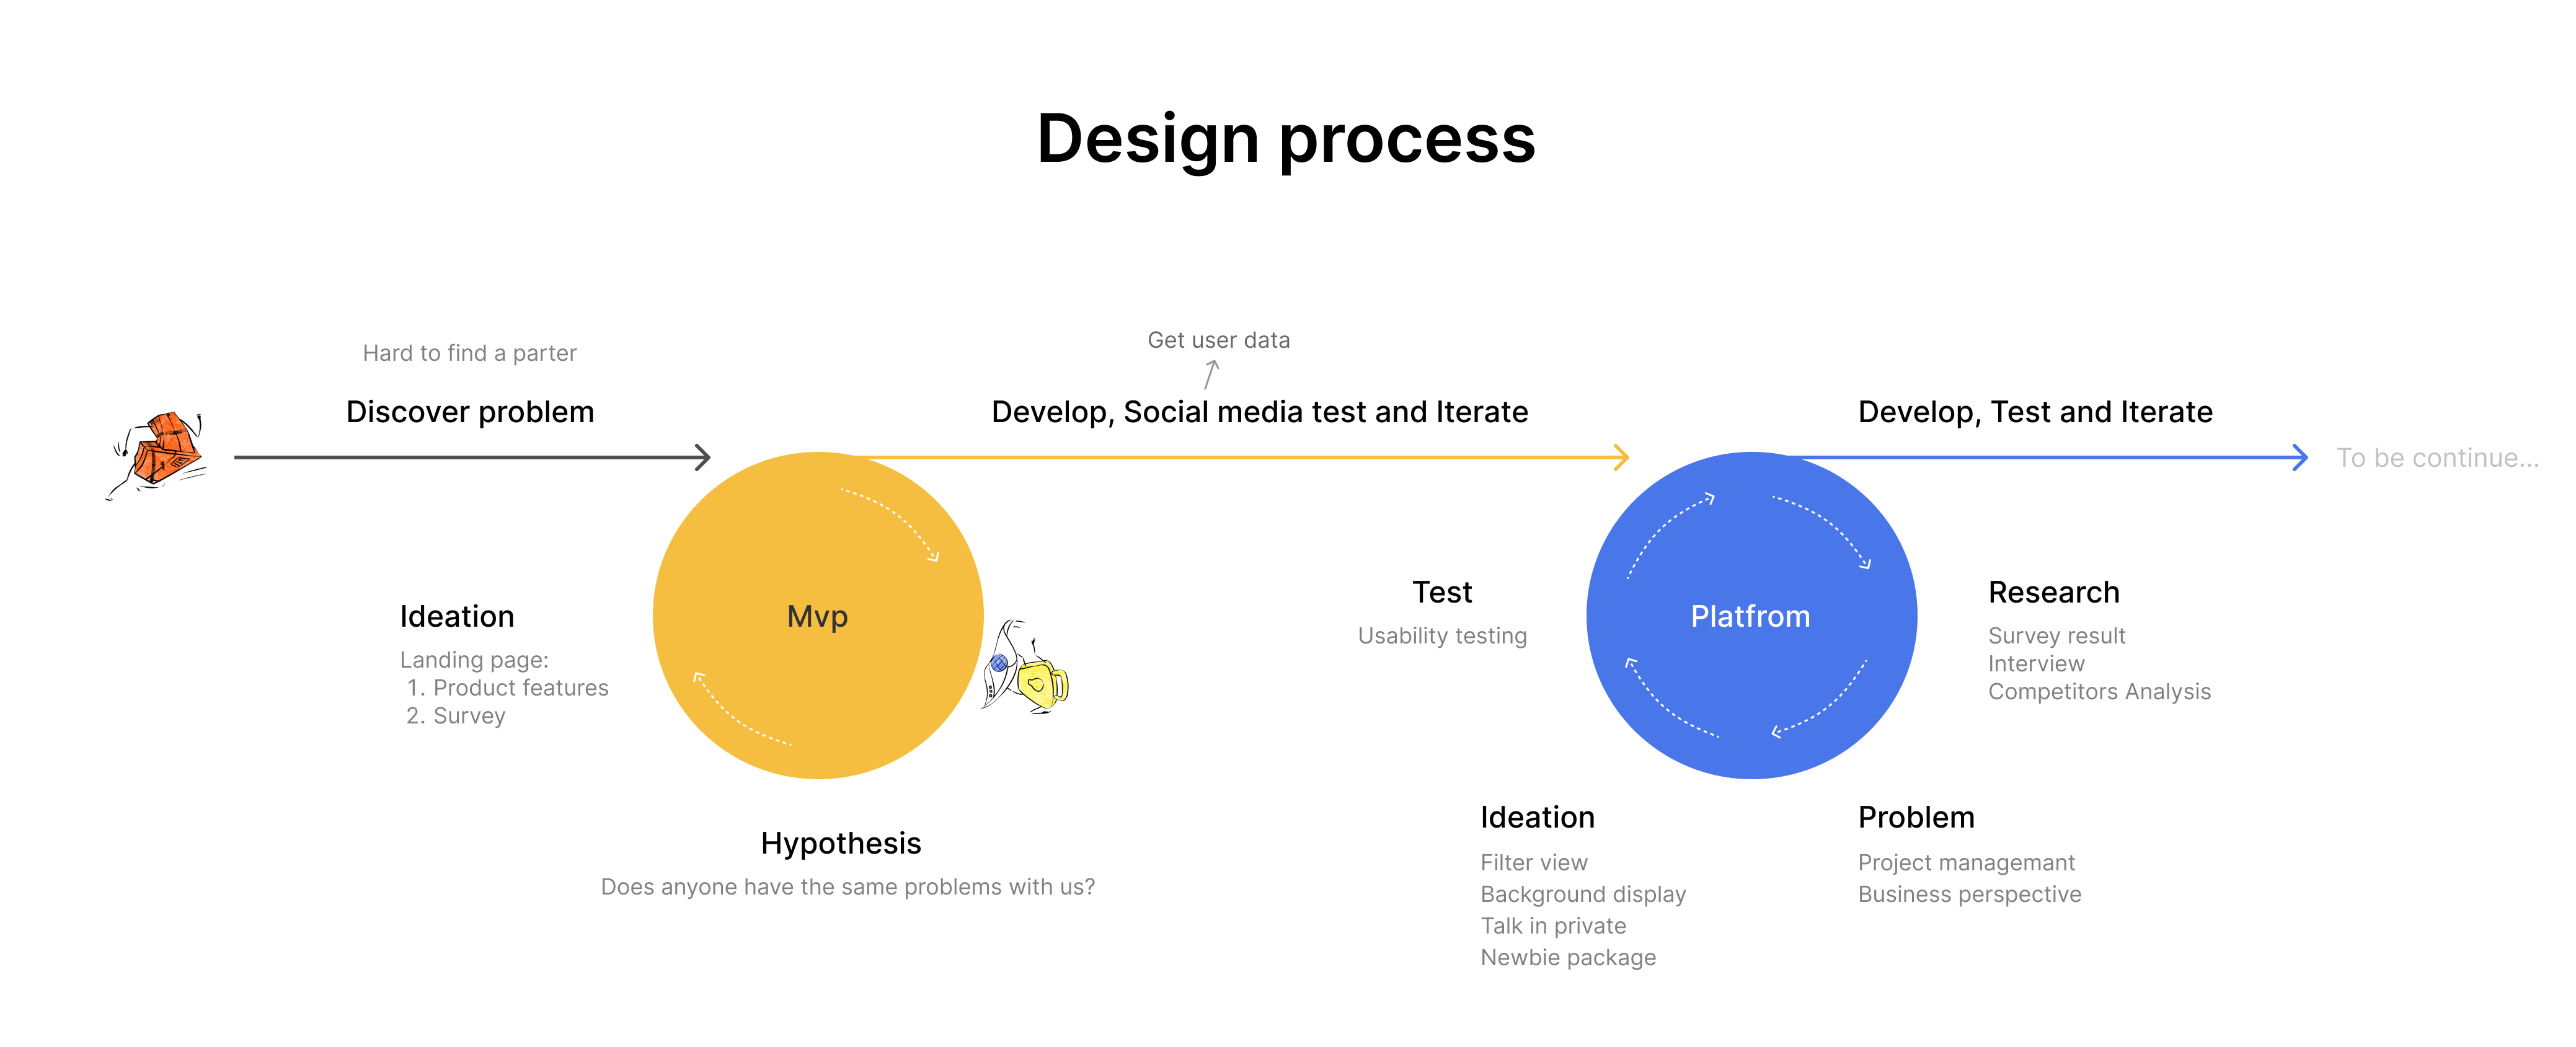 Design process
Hard to find a parter
Discover problem
Get user data
Develop, Social media test and Iterate
Develop, Test and Iterate
To be continue...
Mvp
Ideation
Landing page:
1. Product features
2. Survey
Hypothesis
Does anyone have the same problems with us?
Platfrom
Test
Usability testing
Research
Survey result
Interview
Competitors Analysis
Ideation
Filter view
Background display
Talk in private
Newbie package
Problem
Project managemant
Business perspective